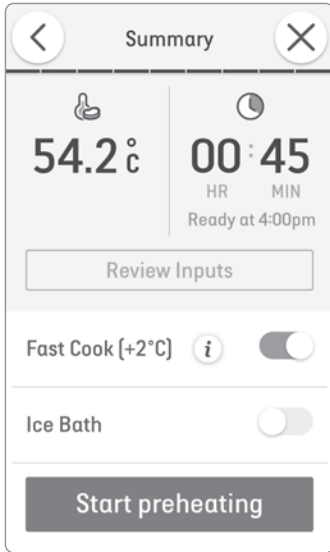 Summary
54.2°C
00:45
HR MIN
Ready at 4:00pm
Review Inputs
Fast Cook (+2°C) i
Ice Bath
Start preheating